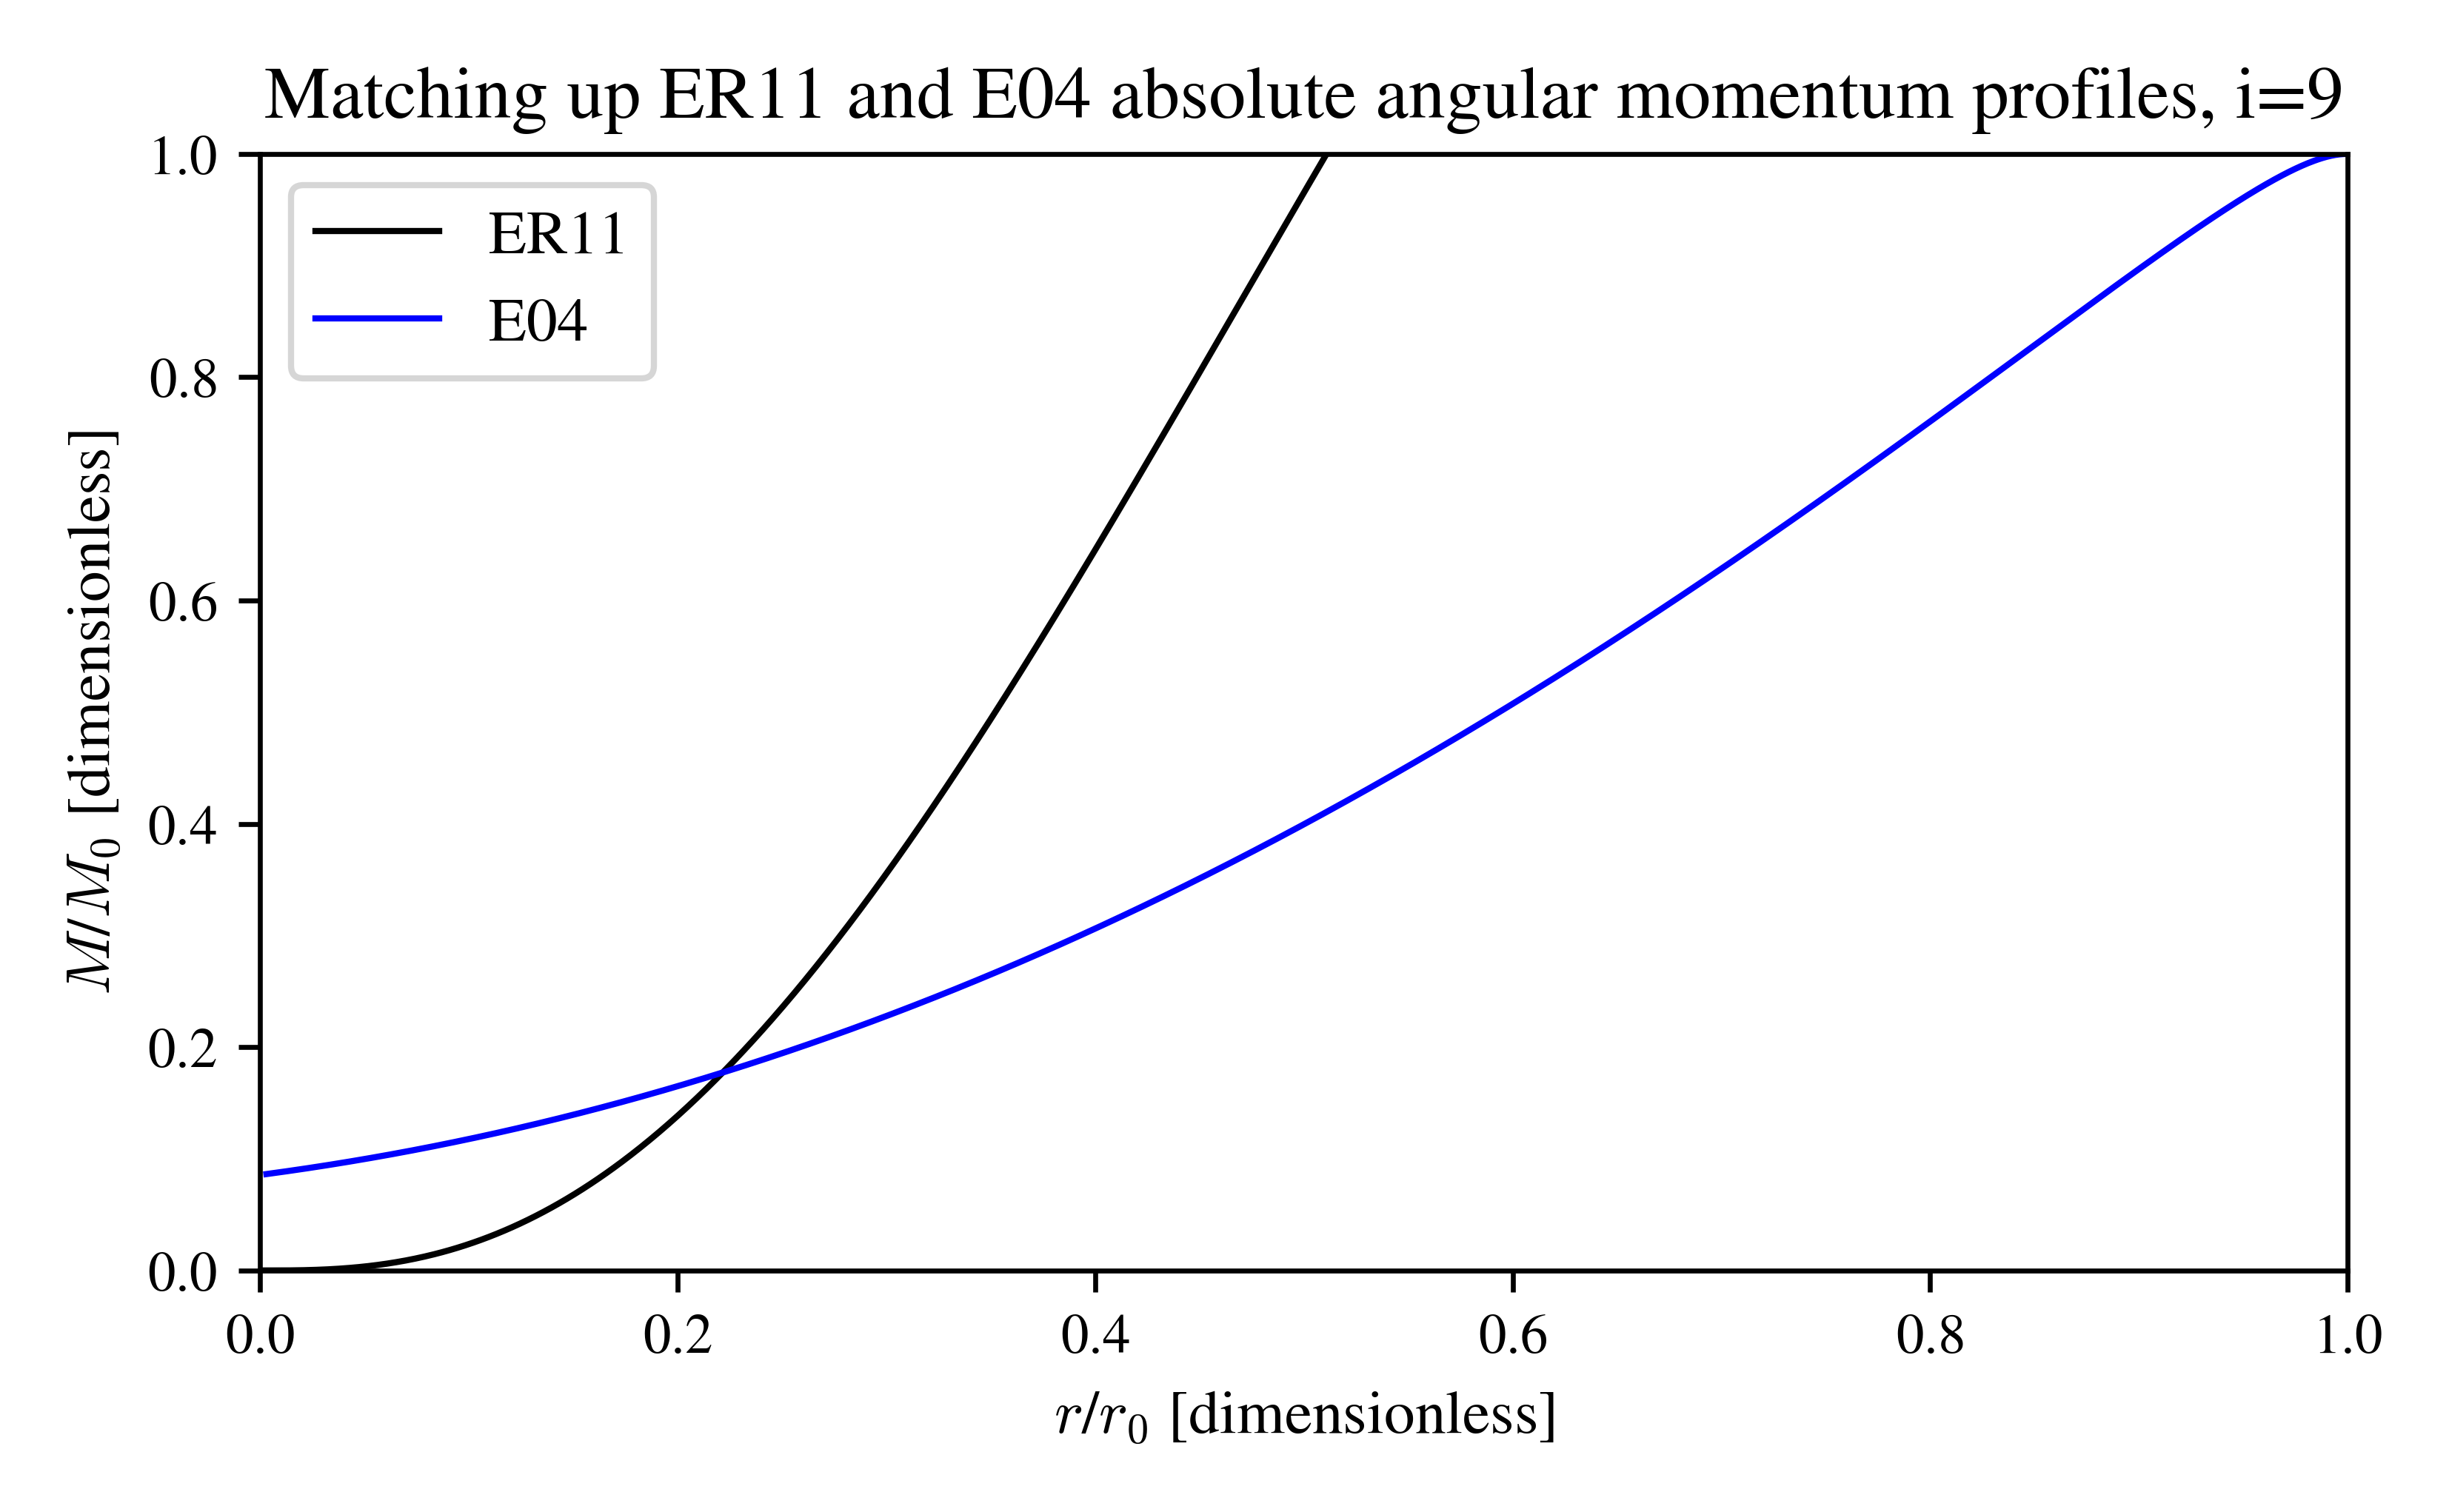 Matching up ER11 and E04 absolute angular momentum profiles, i=9
1.0
0.8
0.6
0.4
0.2
0.0
M/M₀ [dimensionless]
ER11
E04
0.0 0.2 0.4 0.6 0.8 1.0
r/r₀ [dimensionless]